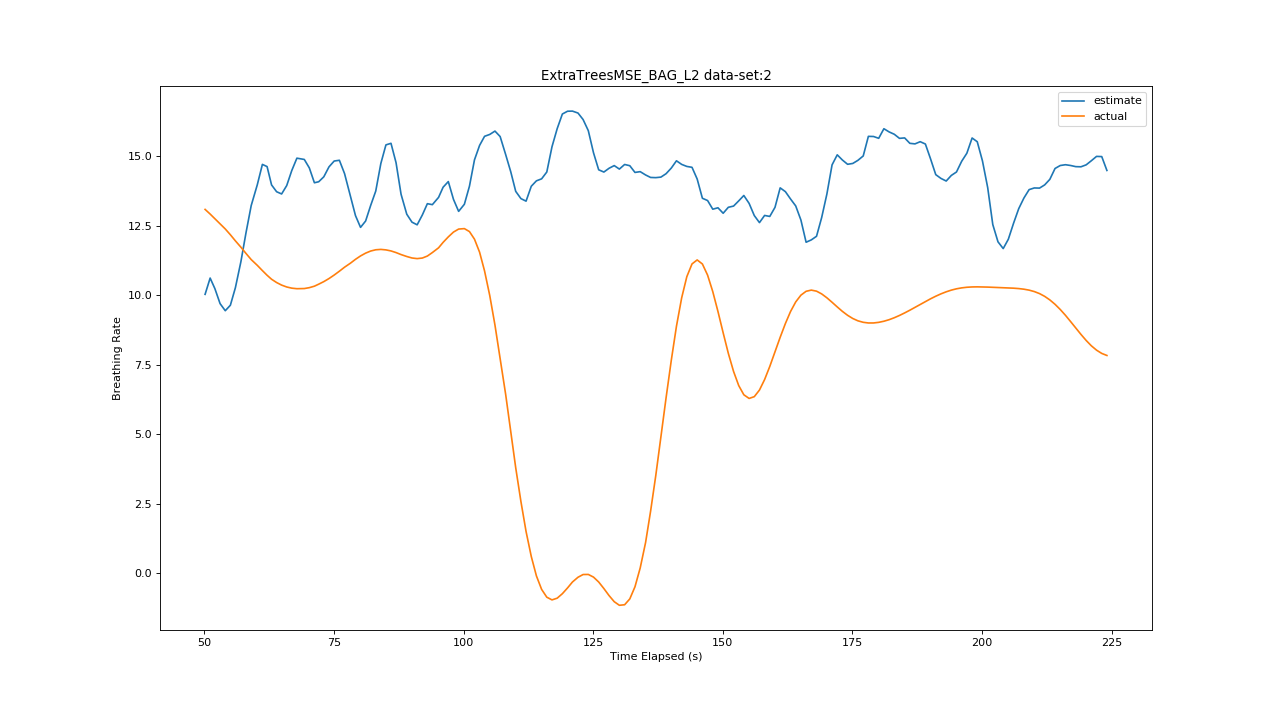 ExtraTreesMSE_BAG_L2 data-set:2
estimate
actual
15.0
12.5
10.0
7.5
5.0
2.5
0.0
Breathing Rate
50 75 100 125 150 175 200 225
Time Elapsed (s)